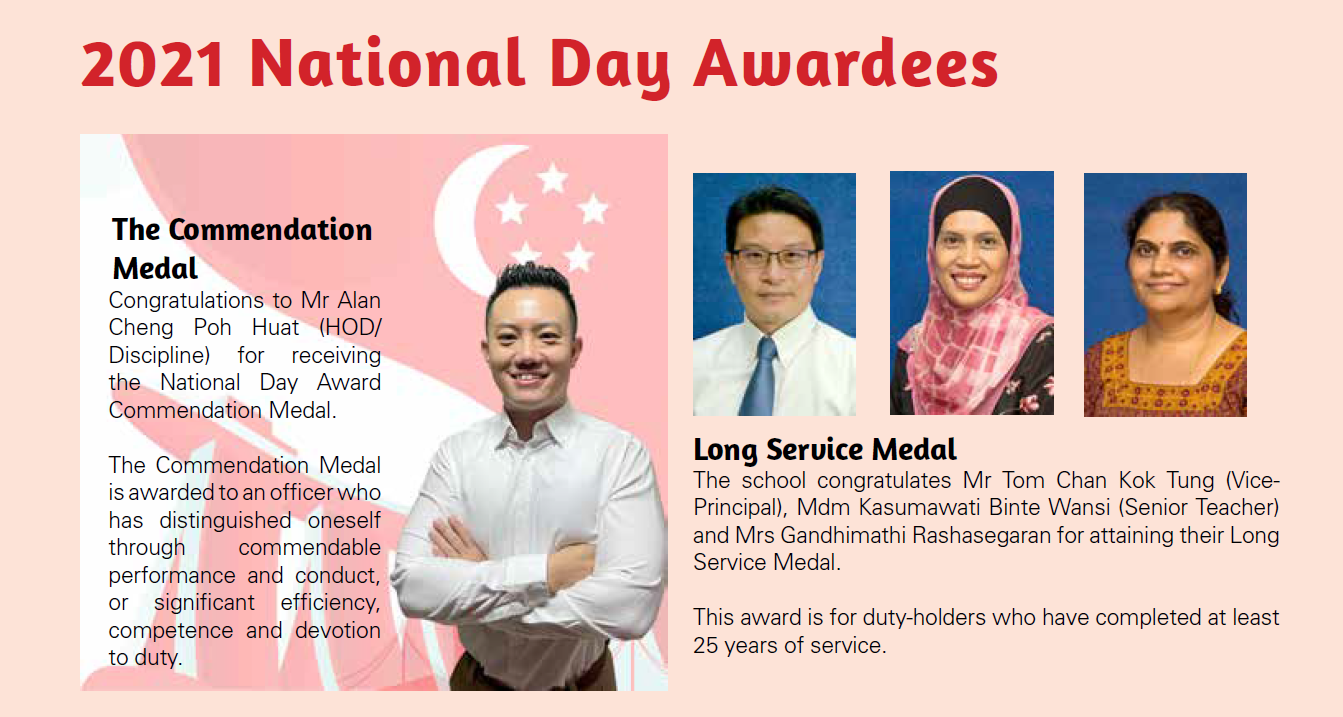 2021 National Day Awardees
The Commendation
Medal
Congratulations to Mr Alan
Cheng Poh Huat (HOD/
Discipline) for receiving
the National Day Award
Commendation Medal.
The Commendation Medal
is awarded to an officer who
has distinguished oneself
through commendable
performance and conduct,
or significant efficiency,
competence and devotion
to duty.
Long Service Medal
The school congratulates Mr Tom Chan Kok Tung (Vice-
Principal), Mdm Kasumawati Binte Wansi (Senior Teacher)
and Mrs Gandhimathi Rashasegaran for attaining their Long
Service Medal.
This award is for duty-holders who have completed at least
25 years of service.